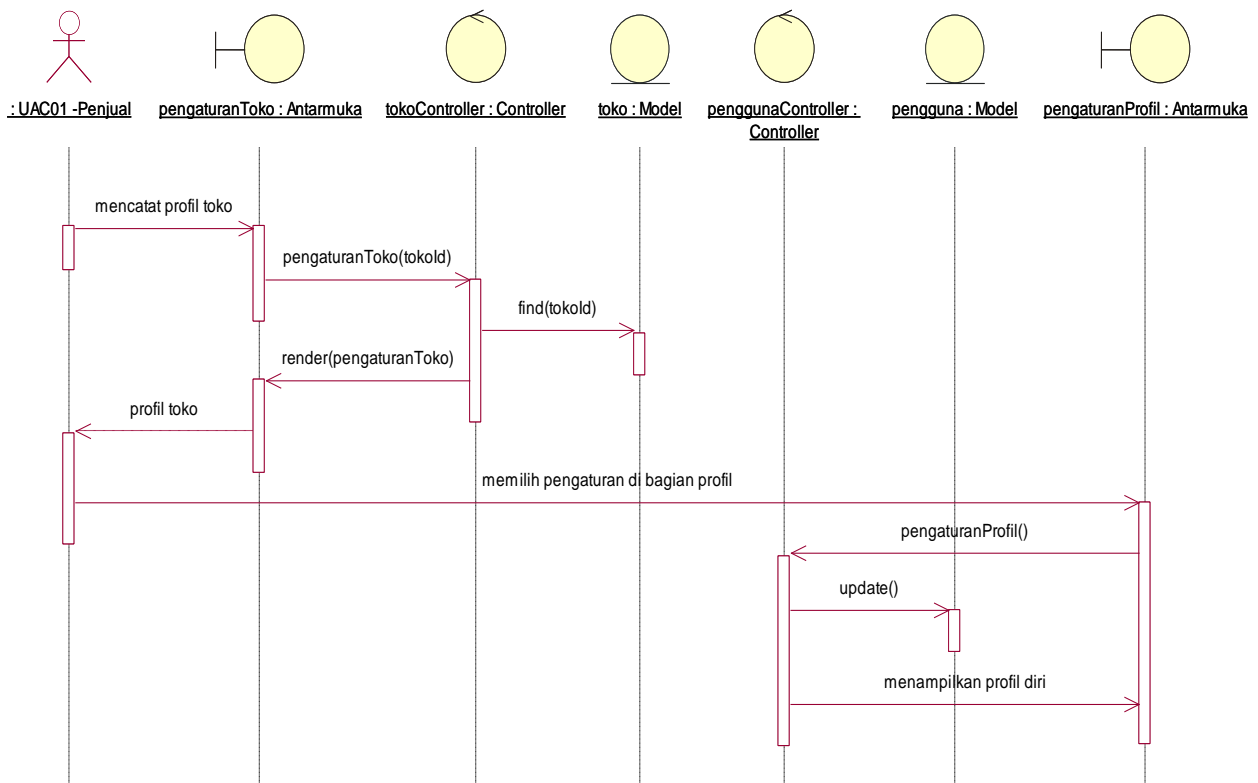 : UAC01 -Penjual
pengaturanToko : Antarmuka
tokoController : Controller
toko : Model
penggunaController :
Controller
pengguna : Model
pengaturanProfil : Antarmuka
mencatat profil toko
pengaturanToko(tokoId)
find(tokoId)
render(pengaturanToko)
profil toko
memilih pengaturan di bagian profil
pengaturanProfil()
update()
menampilkan profil diri